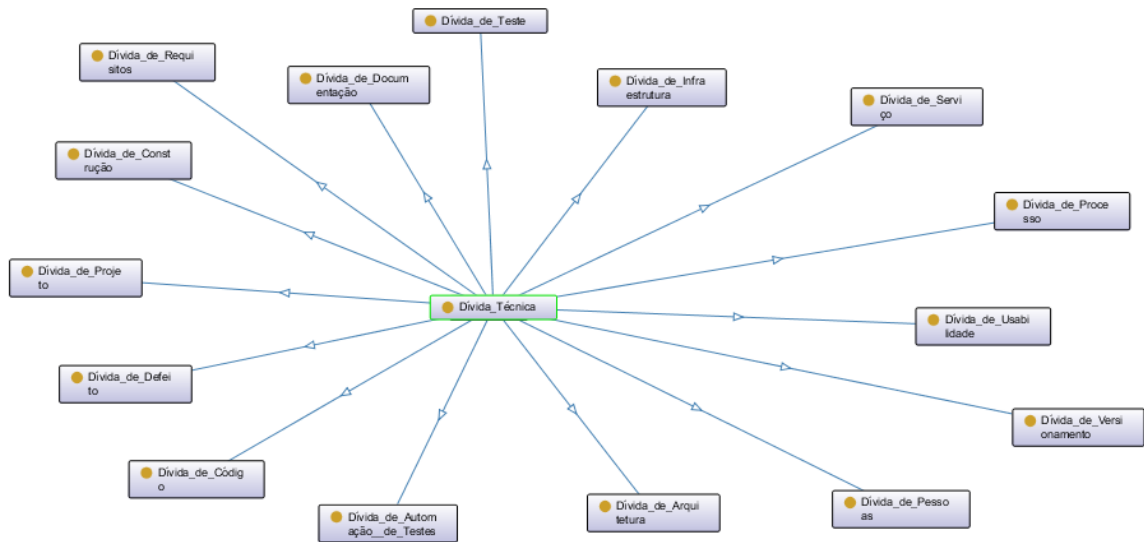 Dívida_de_Teste
Dívida_de_Requi
sitos
Dívida_de_Docum
entação
Dívida_de_Infra
estrutura
Dívida_de_Servi
ço
Dívida_de_Const
rução
Dívida_de_Proce
sso
Dívida_de_Proje
to
Dívida_Técnica
Dívida_de_Usabi
lidade
Dívida_de_Defei
to
Dívida_de_Versi
onamento
Dívida_de_Códig
o
Dívida_de_Autom
ação__de_Testes
Dívida_de_Arqui
tetura
Dívida_de_Pesso
as